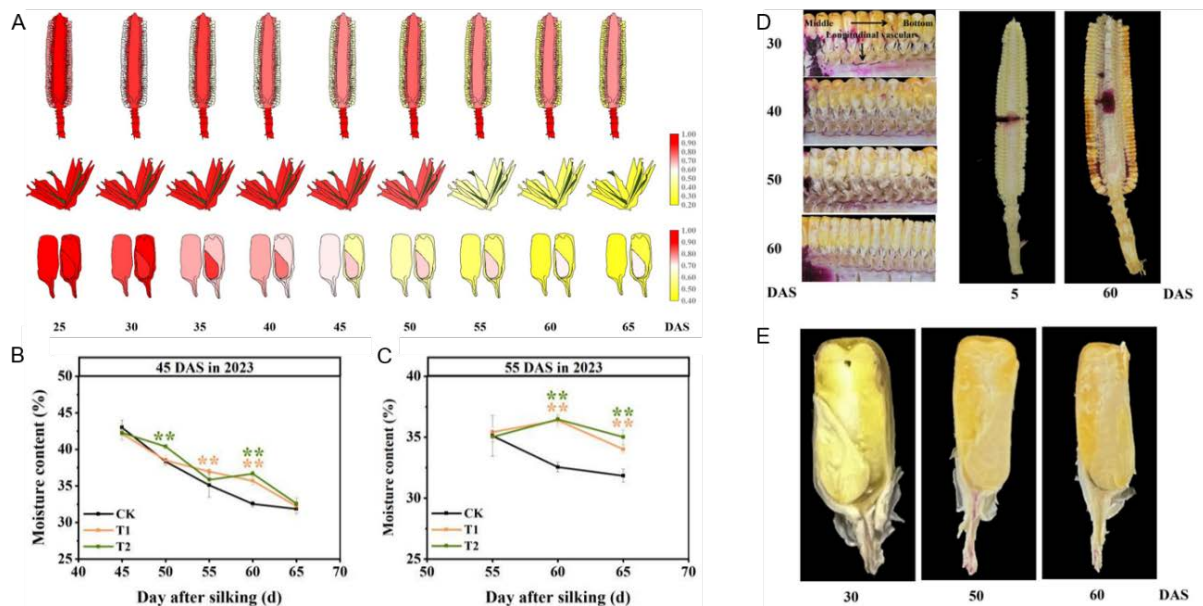 A
1.00
0.90
0.80
0.70
0.60
0.50
0.40
0.30
0.20
1.00
0.90
0.80
0.70
0.60
0.50
0.40
25 30 35 40 45 50 55 60 65 DAS
B
45 DAS in 2023
Moisture content (%)
50
45
40
35
30
25
**
**
**
**
CK
T1
T2
40 45 50 55 60 65 70
Day after silking (d)
C
55 DAS in 2023
Moisture content (%)
40
35
30
25
**
**
**
**
CK
T1
T2
50 55 60 65 70
Day after silking (d)
D
Middle Bottom
Longitudinal vasculars
30
40
50
60
DAS
5 60 DAS
E
30 50 60 DAS